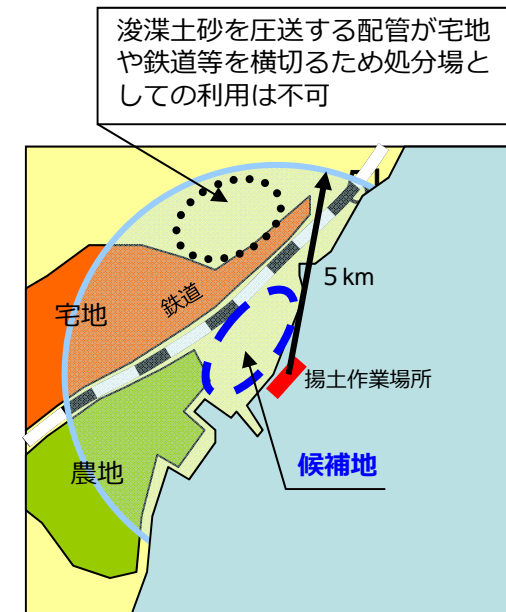 浚渫土砂を圧送する配管が宅地
や鉄道等を横切るため処分場と
しての利用は不可
5km
鉄道
宅地
揚土作業場所
候補地
農地